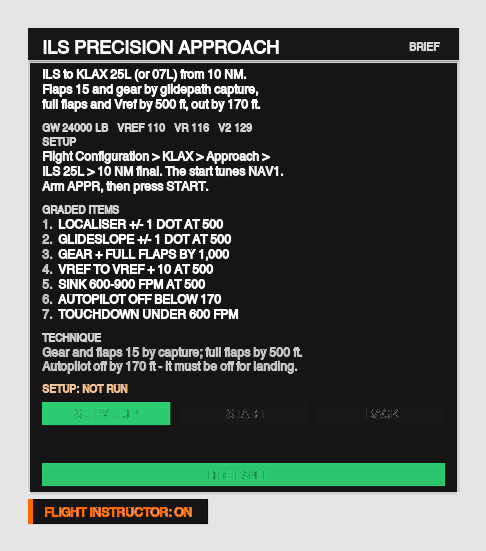 ILS PRECISION APPROACH BRIEF
ILS to KLAX 25L (or 07L) from 10 NM.
Flaps 15 and gear by glidepath capture,
full flaps and Vref by 500 ft, out by 170 ft.
GW 24000 LB VREF 110 VR 116 V2 129
SETUP
Flight Configuration > KLAX > Approach >
ILS 25L > 10 NM final. The start tunes NAV1.
Arm APPR, then press START.
GRADED ITEMS
1. LOCALISER +/- 1 DOT AT 500
2. GLIDESLOPE +/- 1 DOT AT 500
3. GEAR + FULL FLAPS BY 1,000
4. VREF TO VREF + 10 AT 500
5. SINK 600-900 FPM AT 500
6. AUTOPILOT OFF BELOW 170
7. TOUCHDOWN UNDER 600 FPM
TECHNIQUE
Gear and flaps 15 by capture; full flaps by 500 ft.
Autopilot off by 170 ft - it must be off for landing.
SETUP: NOT RUN
START BACK
FLIGHT INSTRUCTOR: ON